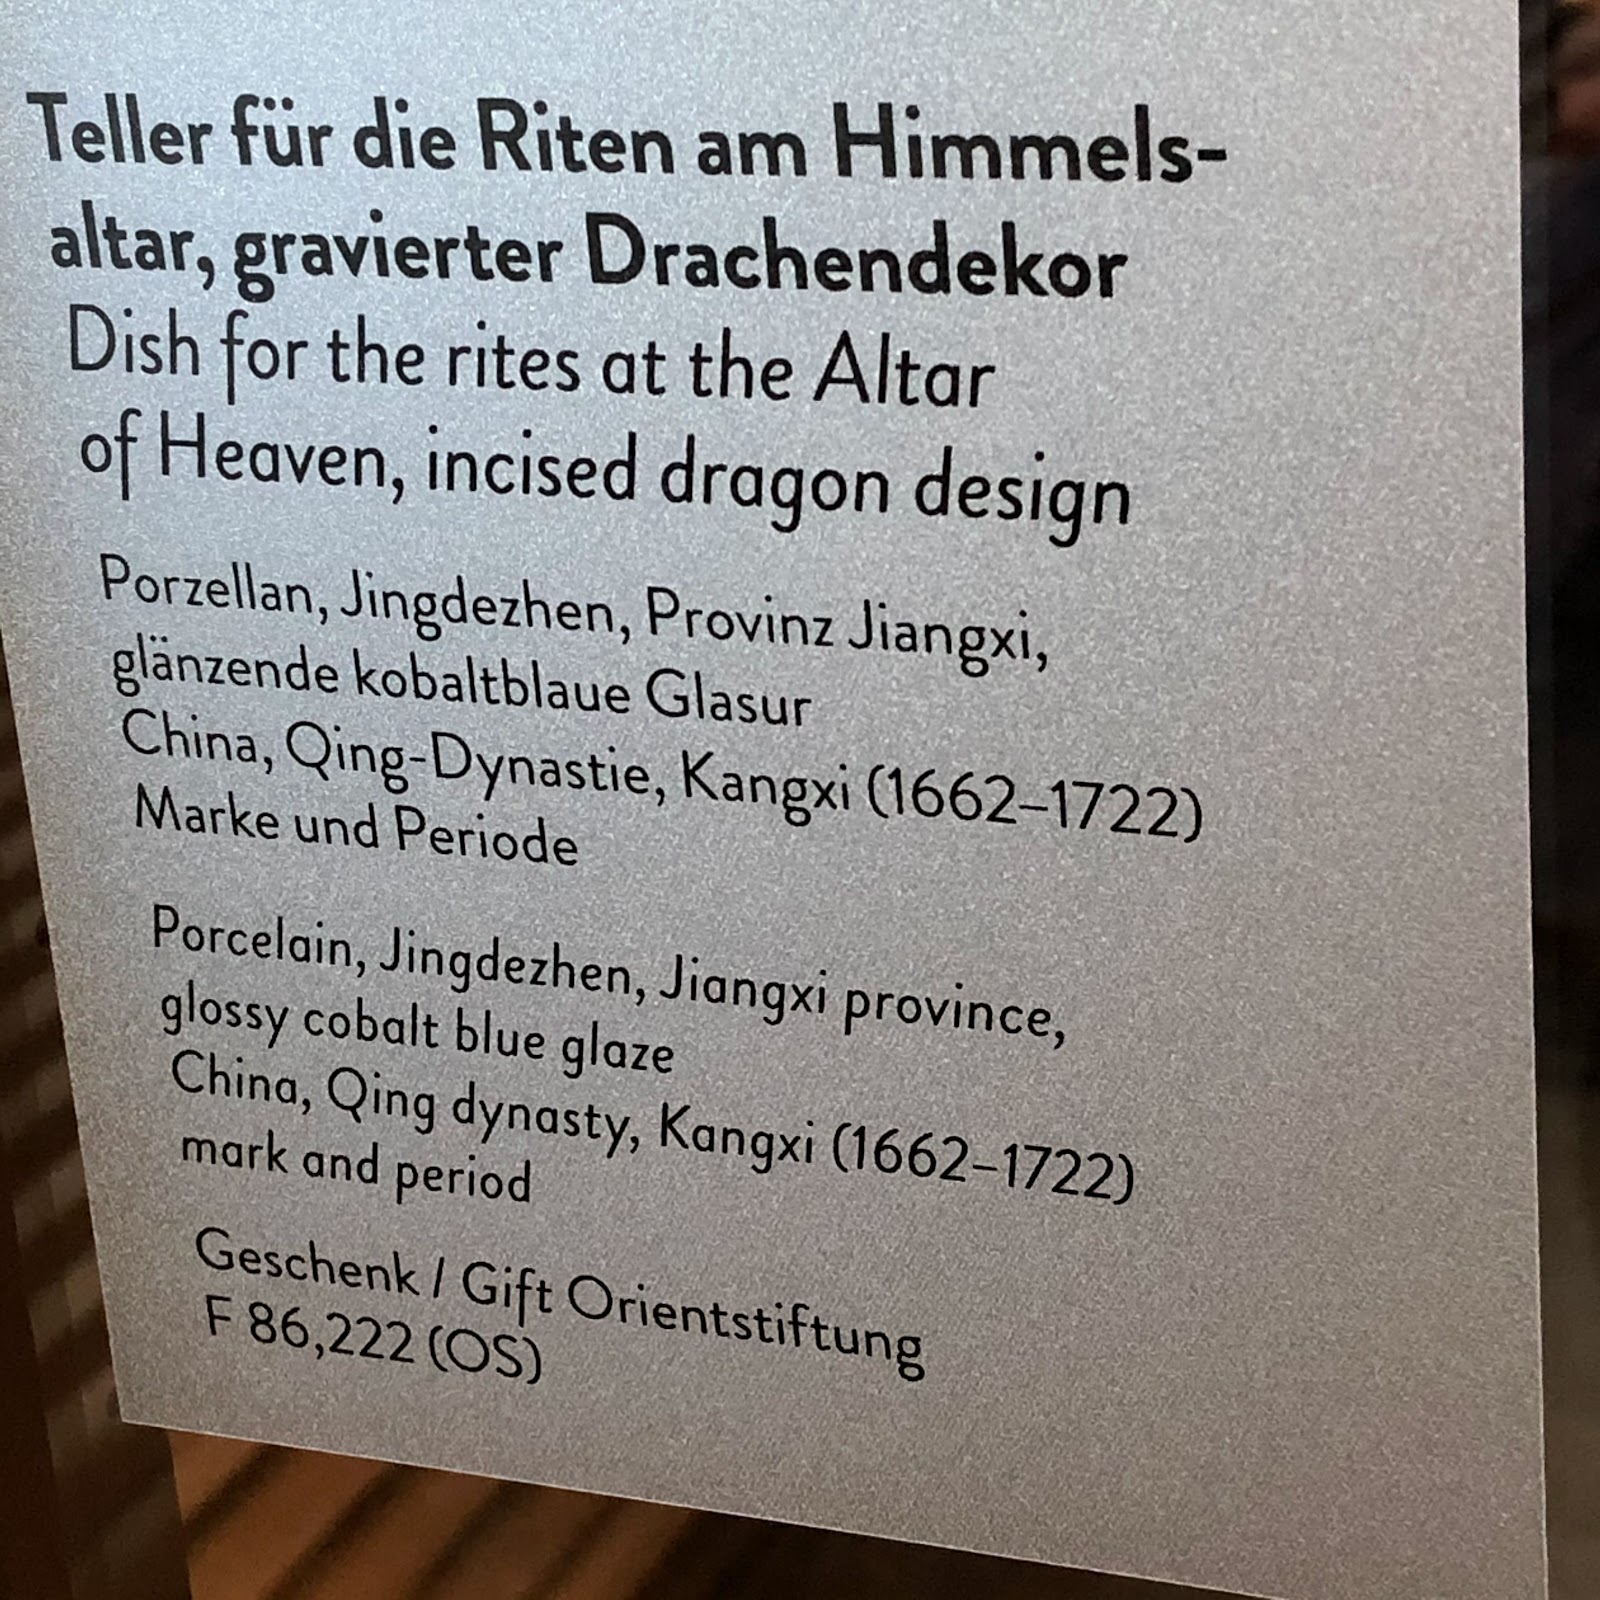 Teller für die Riten am Himmels-
altar, gravierter Drachendekor
Dish for the rites at the Altar
of Heaven, incised dragon design
Porzellan, Jingdezhen, Provinz Jiangxi,
glänzende kobaltblaue Glasur
China, Qing-Dynastie, Kangxi (1662–1722)
Marke und Periode
Porcelain, Jingdezhen, Jiangxi province,
glossy cobalt blue glaze
China, Qing dynasty, Kangxi (1662–1722)
mark and period
Geschenk / Gift Orientstiftung
F 86,222 (OS)